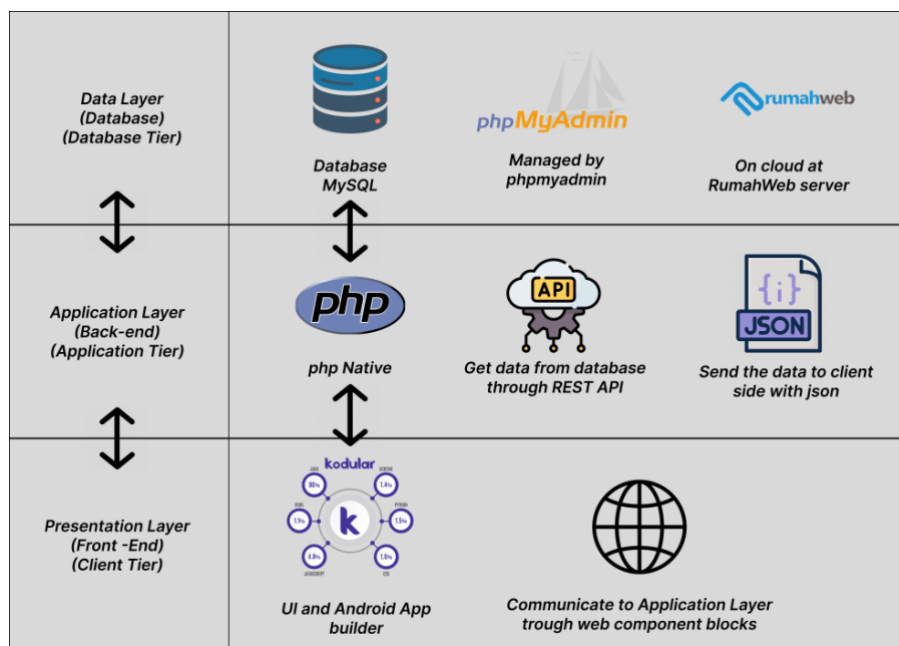 Data Layer
(Database)
(Database Tier)
Database
MySQL
phpMyAdmin
Managed by
phpmyadmin
rumahweb
On cloud at
RumahWeb server
Application Layer
(Back-end)
(Application Tier)
php
php Native
API
Get data from database
through REST API
{i}
JSON
Send the data to client
side with json
Presentation Layer
(Front -End)
(Client Tier)
kodular
k
JAVASCRIPT
UI and Android App
builder
Communicate to Application Layer
trough web component blocks